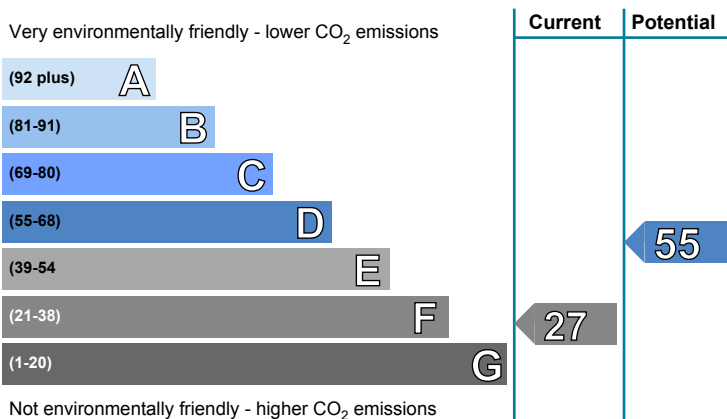 Current Potential
Very environmentally friendly - lower CO2 emissions
(92 plus) A
(81-91) B
(69-80) C
(55-68) D
55
(39-54 E
(21-38) F 27
(1-20) G
Not environmentally friendly - higher CO2 emissions